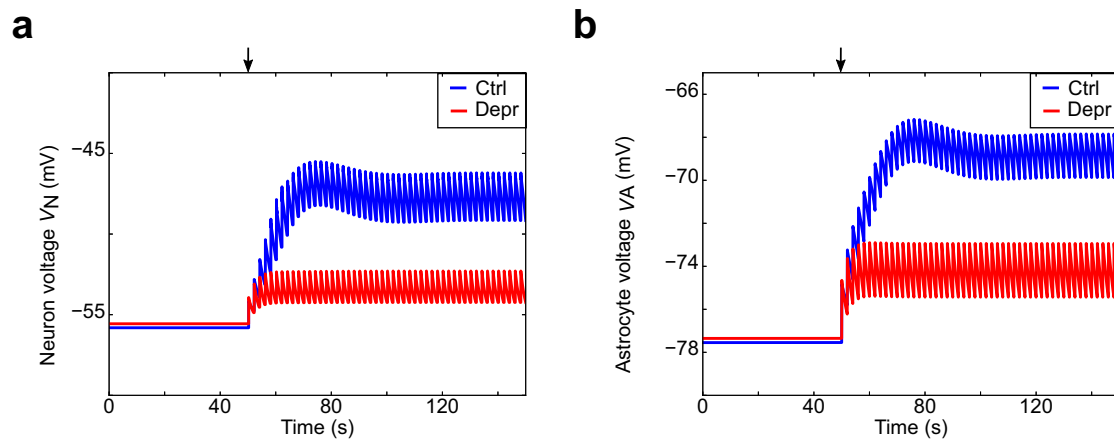 a
Ctrl
Depr
Neuron voltage VN (mV)
−45
−55
0
40
80
120
Time (s)
b
Ctrl
Depr
Astrocyte voltage VA (mV)
−66
−70
−74
−78
0
40
80
120
Time (s)